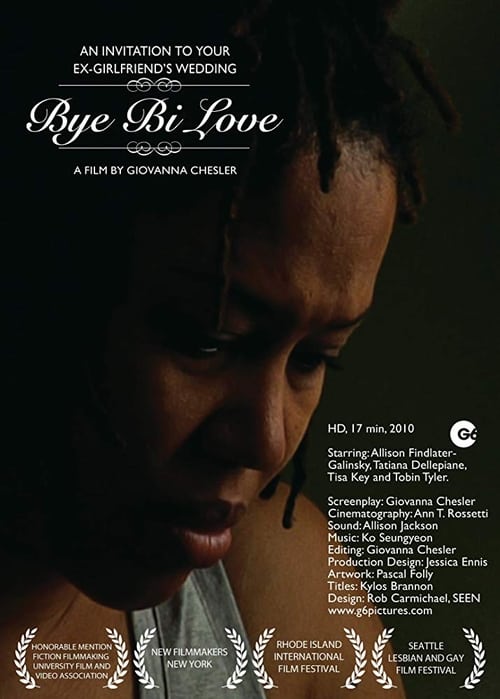 AN INVITATION TO YOUR
EX-GIRLFRIEND'S WEDDING
Bye Bi Love
A FILM BY GIOVANNA CHESLER
HD, 17 min, 2010
G6
Starring: Allison Findlater-
Galinsky, Tatiana Dellepiane,
Tisa Key and Tobin Tyler.
Screenplay: Giovanna Chesler
Cinematography: Ann T. Rossetti
Sound: Allison Jackson
Music: Ko Seungyeon
Editing: Giovanna Chesler
Production Design: Jessica Ennis
Artwork: Pascal Folly
Titles: Kylos Brannon
Design: Rob Carmichael, SEEN
www.g6pictures.com
HONORABLE MENTION
FICTION FILMMAKING
UNIVERSITY FILM AND
VIDEO ASSOCIATION
NEW FILMMAKERS
NEW YORK
RHODE ISLAND
INTERNATIONAL
FILM FESTIVAL
SEATTLE
LESBIAN AND GAY
FILM FESTIVAL